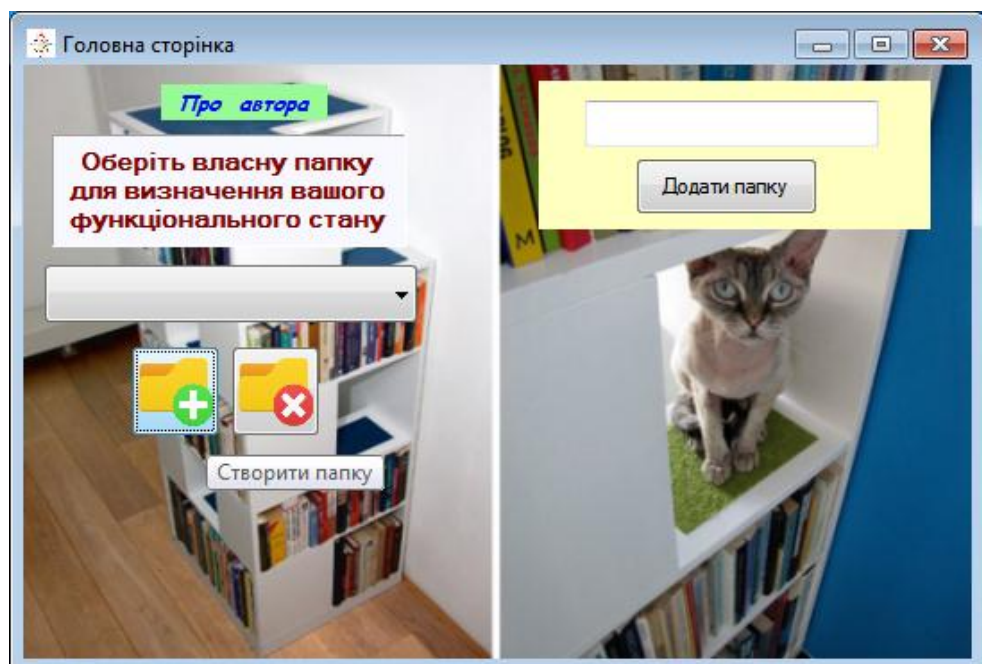 Головна сторінка
Про автора
Оберіть власну папку
для визначення вашого
функціонального стану
Створити папку
Додати папку